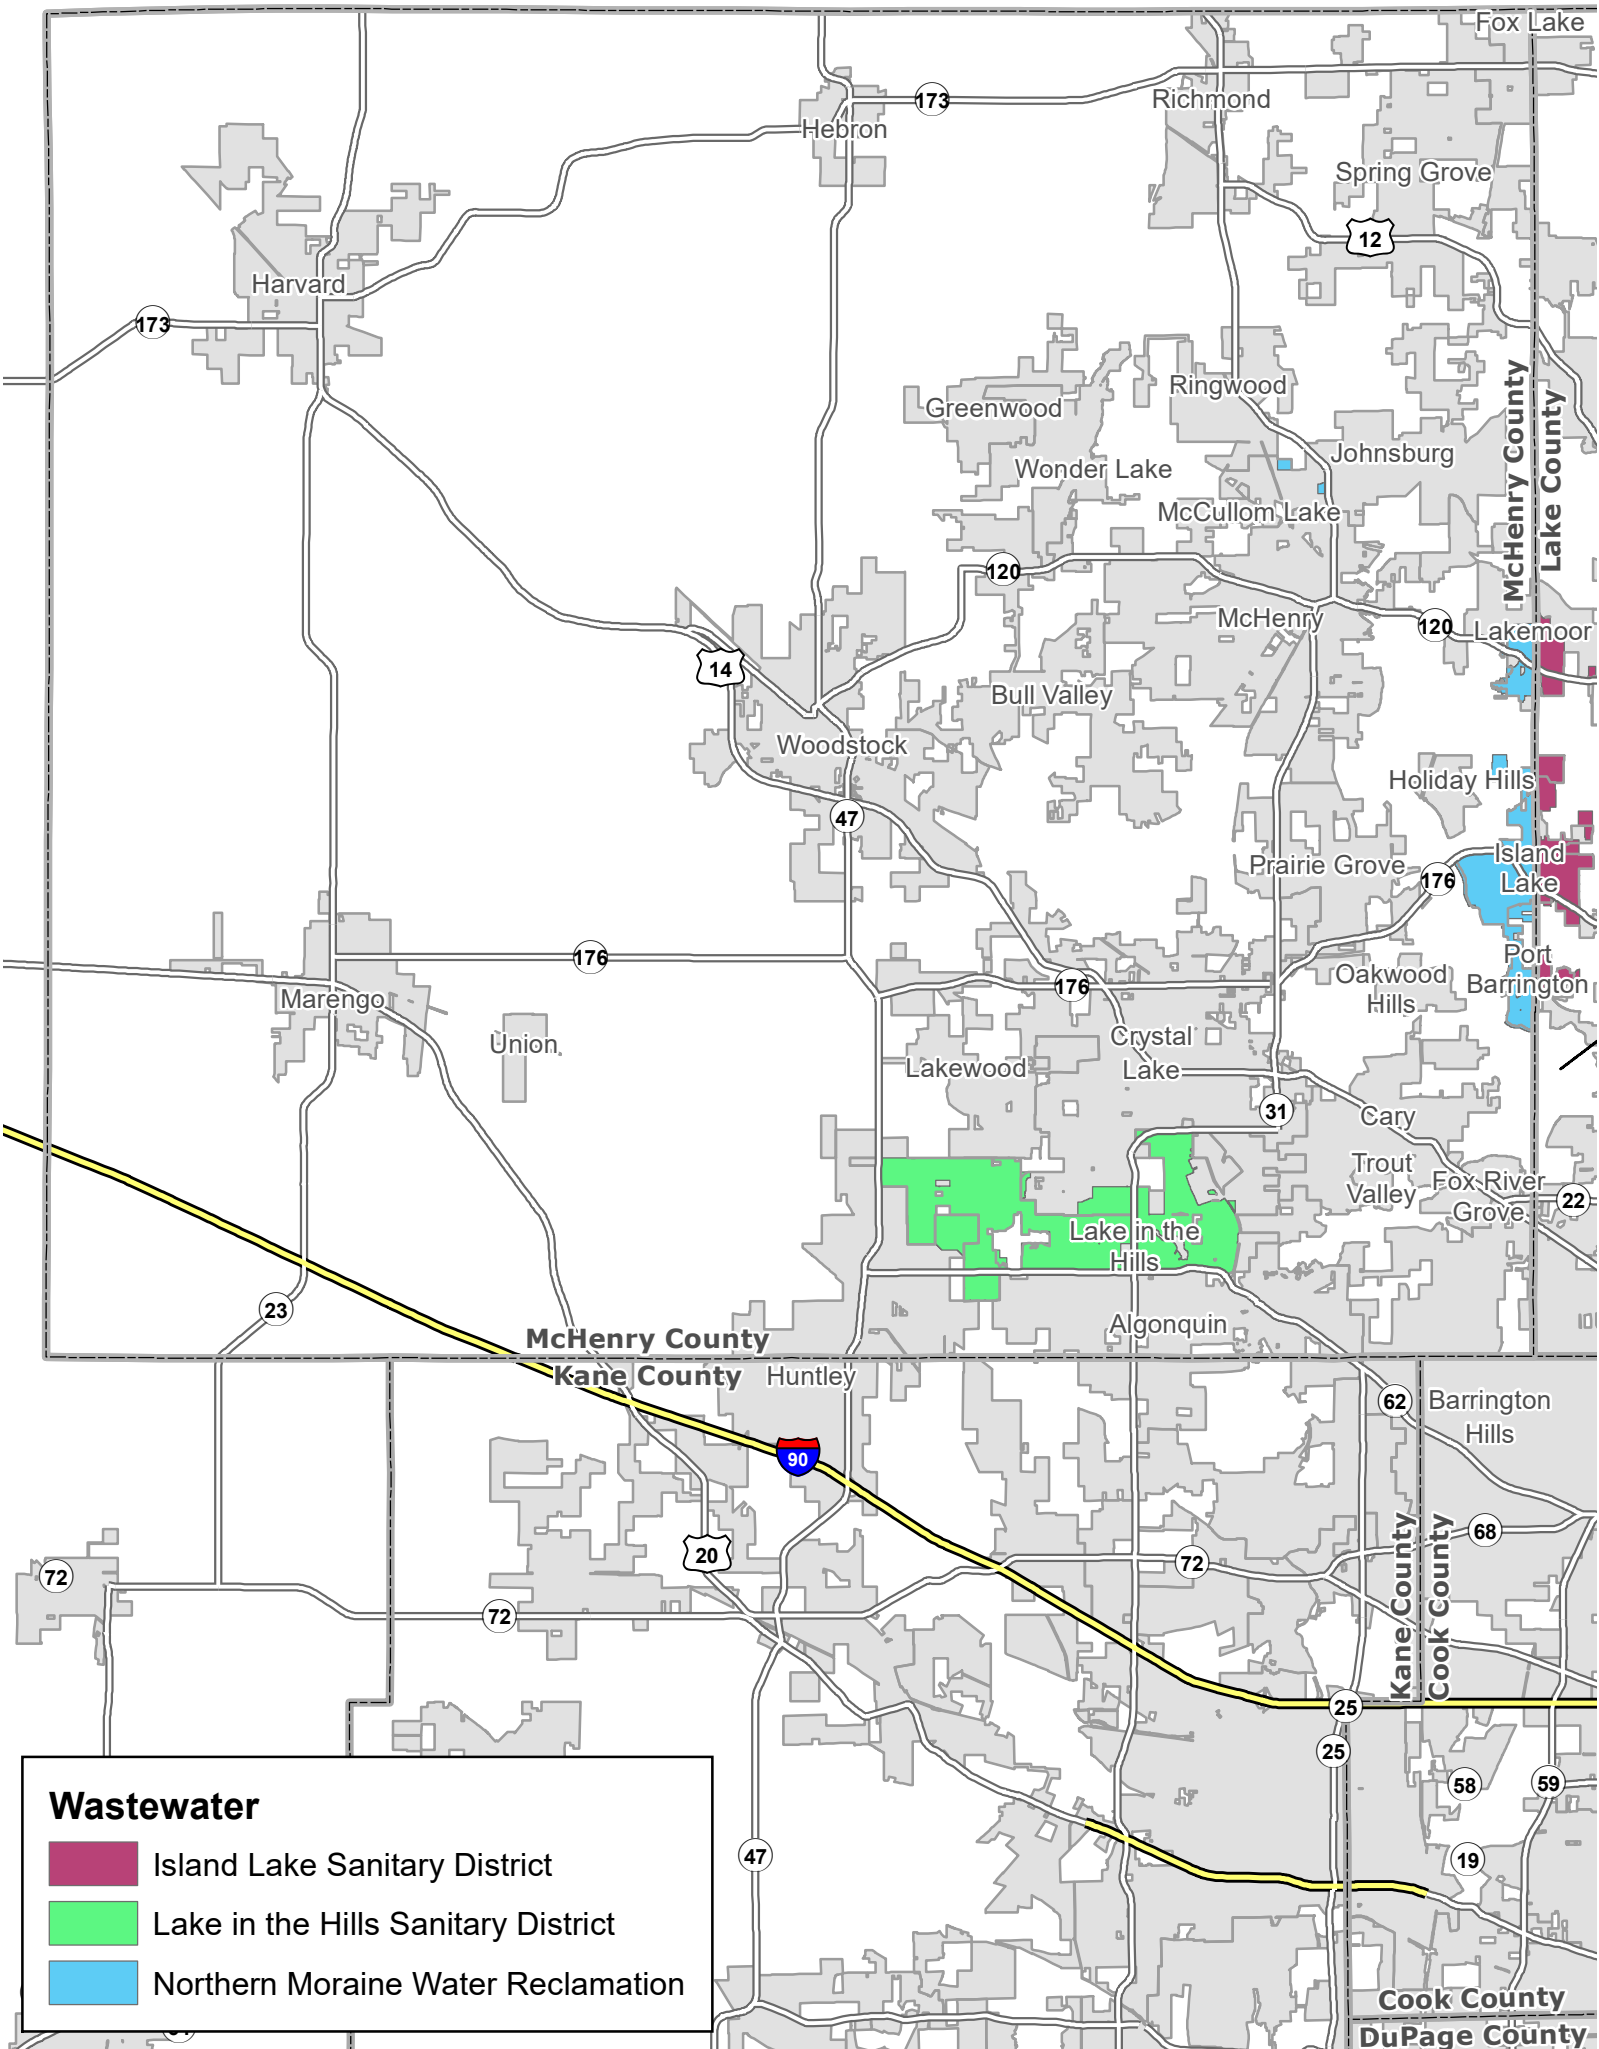 Fox Lake
173
Richmond
Hebron
Spring Grove
12
Harvard
173
McHenry County
Lake County
Ringwood
Greenwood
Johnsburg
Wonder Lake
McCullom Lake
120
McHenry
120
Lakemoor
14
Bull Valley
Woodstock
Holiday Hills
47
Prairie Grove
176
Island
Lake
176
Port
Barrington
Oakwood
Hills
176
Marengo
Union
Crystal
Lake
Lakewood
31
Cary
Trout
Valley
Fox River
Grove
22
Lake in the
Hills
23
Algonquin
McHenry County
Kane County
Huntley
62
Barrington
Hills
90
68
Kane County
Cook County
20
72
72
72
25
25
58
59
47
19
Wastewater
Island Lake Sanitary District
Lake in the Hills Sanitary District
Northern Moraine Water Reclamation
Cook County
DuPage County